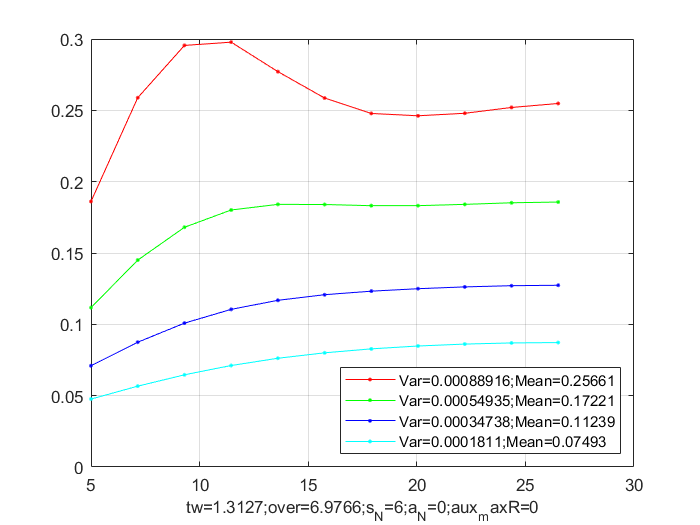 0.3
0.25
0.2
0.15
0.1
0.05
0
5
10
15
20
25
30
Var=0.00088916;Mean=0.25661
Var=0.00054935;Mean=0.17221
Var=0.00034738;Mean=0.11239
Var=0.0001811;Mean=0.07493
tw=1.3127;over=6.9766;s_N=6;a_N=0;aux_maxR=0